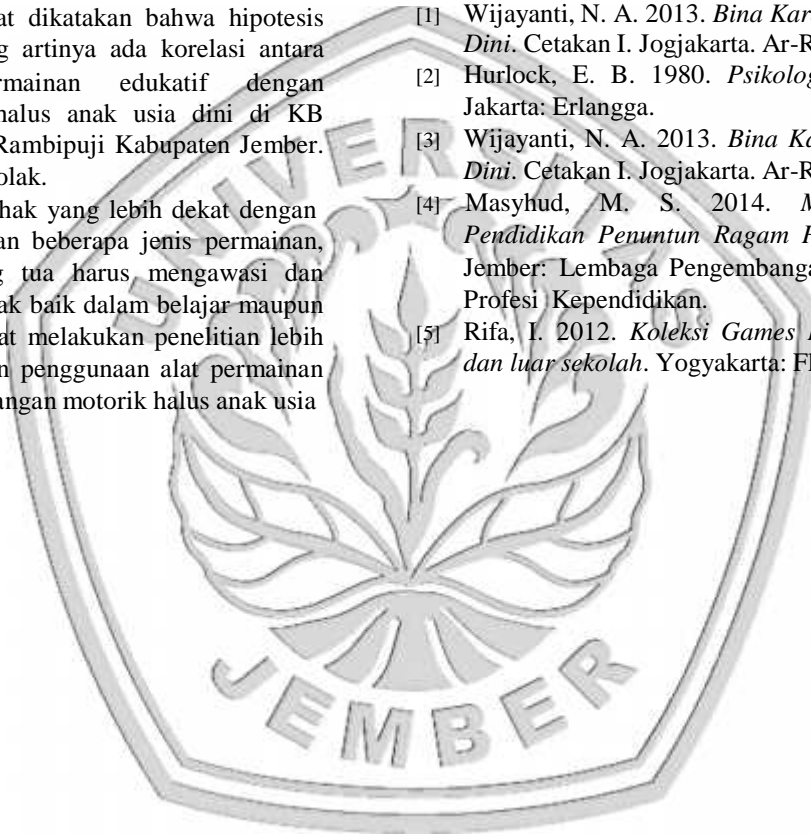 at dikatakan bahwa hipotesis
g artinya ada korelasi antara
rmainan edukatif dengan
halus anak usia dini di KB
Rambipuji Kabupaten Jember.
olak.
hak yang lebih dekat dengan
an beberapa jenis permainan,
g tua harus mengawasi dan
ak baik dalam belajar maupun
at melakukan penelitian lebih
n penggunaan alat permainan
angan motorik halus anak usia
[1] Wijayanti, N. A. 2013. Bina Kar
Dini. Cetakan I. Jogjakarta. Ar-R
[2] Hurlock, E. B. 1980. Psikolog
Jakarta: Erlangga.
[3] Wijayanti, N. A. 2013. Bina Ka
Dini. Cetakan I. Jogjakarta. Ar-R
[4] Masyhud, M. S. 2014. M
Pendidikan Penuntun Ragam P
Jember: Lembaga Pengembanga
Profesi Kependidikan.
[5] Rifa, I. 2012. Koleksi Games
dan luar sekolah. Yogyakarta: Fl
UNIVERSITAS
JEMBER